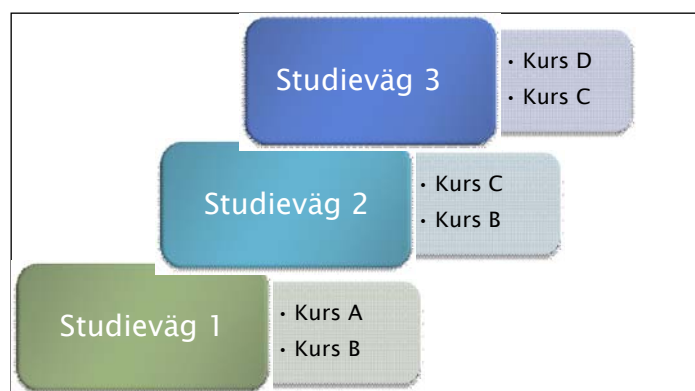 Studieväg 3
• Kurs D
• Kurs C
Studieväg 2
• Kurs C
• Kurs B
Studieväg 1
• Kurs A
• Kurs B